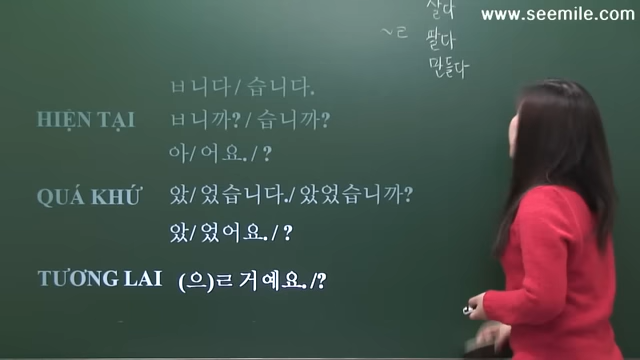 www.seemile.com
살다
~ㄹ 팔다
만들다
ㅂ니다/습니다.
HIỆN TẠI ㅂ니까?/습니까?
아/어요./?
QUÁ KHỨ 았/었습니다./았었습니까?
았/었어요./?
TƯƠNG LAI (으)ㄹ 거예요./?